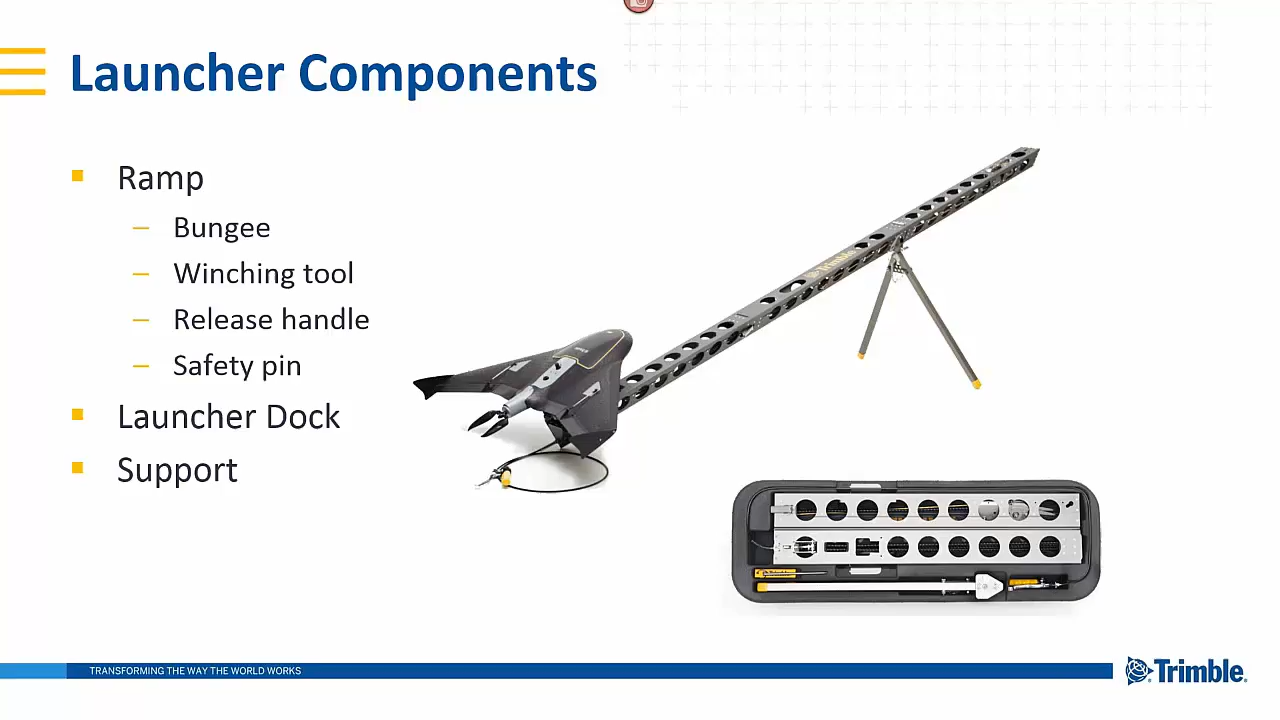 Launcher Components
Ramp
– Bungee
– Winching tool
– Release handle
– Safety pin
Launcher Dock
Support
Trimble
TRANSFORMING THE WAY THE WORLD WORKS
Trimble